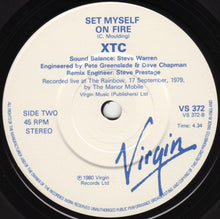 SET MYSELF
ON FIRE
(C. Moulding)
XTC
Sound Balance: Steve Warren
Engineered by Pete Greenslade & Dave Chapman
Remix Engineer: Steve Prestage
Recorded live at the Rainbow, 17 September, 1979,
by The Manor Mobile
Virgin Music (Publishers) Ltd
SIDE TWO
45 RPM
STEREO
VS 372
VS 372-B
Time: 4.34
Virgin
℗ 1980 Virgin
Records Ltd